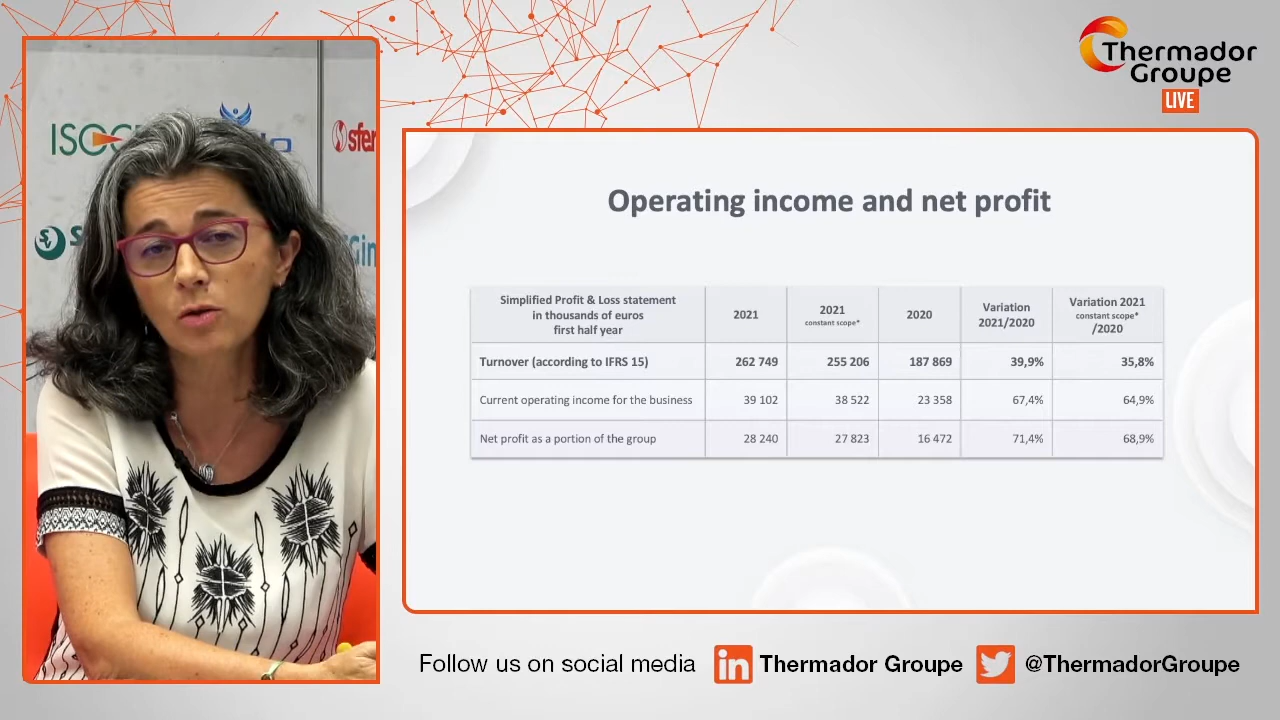 Thermador
Groupe
LIVE
sfer
Operating income and net profit
Simplified Profit & Loss statement
in thousands of euros
first half year
2021
2021
constant scope*
2020
Variation
2021/2020
Variation 2021
constant scope*
/2020
Turnover (according to IFRS 15) 262 749 255 206 187 869 39,9% 35,8%
Current operating income for the business 39 102 38 522 23 358 67,4% 64,9%
Net profit as a portion of the group 28 240 27 823 16 472 71,4% 68,9%
Follow us on social media in Thermador Groupe @ThermadorGroupe